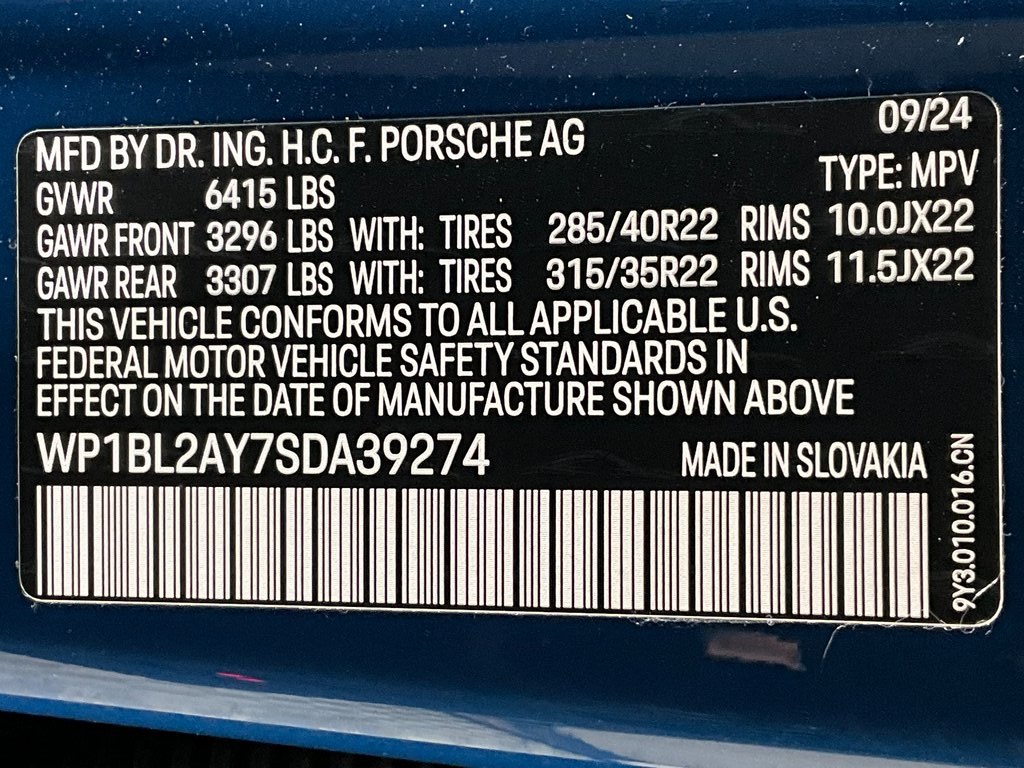 09/24
MFD BY DR. ING. H.C. F. PORSCHE AG
TYPE: MPV
GVWR 6415 LBS
GAWR FRONT 3296 LBS WITH: TIRES 285/40R22 RIMS 10.0JX22
GAWR REAR 3307 LBS WITH: TIRES 315/35R22 RIMS 11.5JX22
THIS VEHICLE CONFORMS TO ALL APPLICABLE U.S.
FEDERAL MOTOR VEHICLE SAFETY STANDARDS IN
EFFECT ON THE DATE OF MANUFACTURE SHOWN ABOVE
WP1BL2AY7SDA39274 MADE IN SLOVAKIA
9Y3.010.016.CN